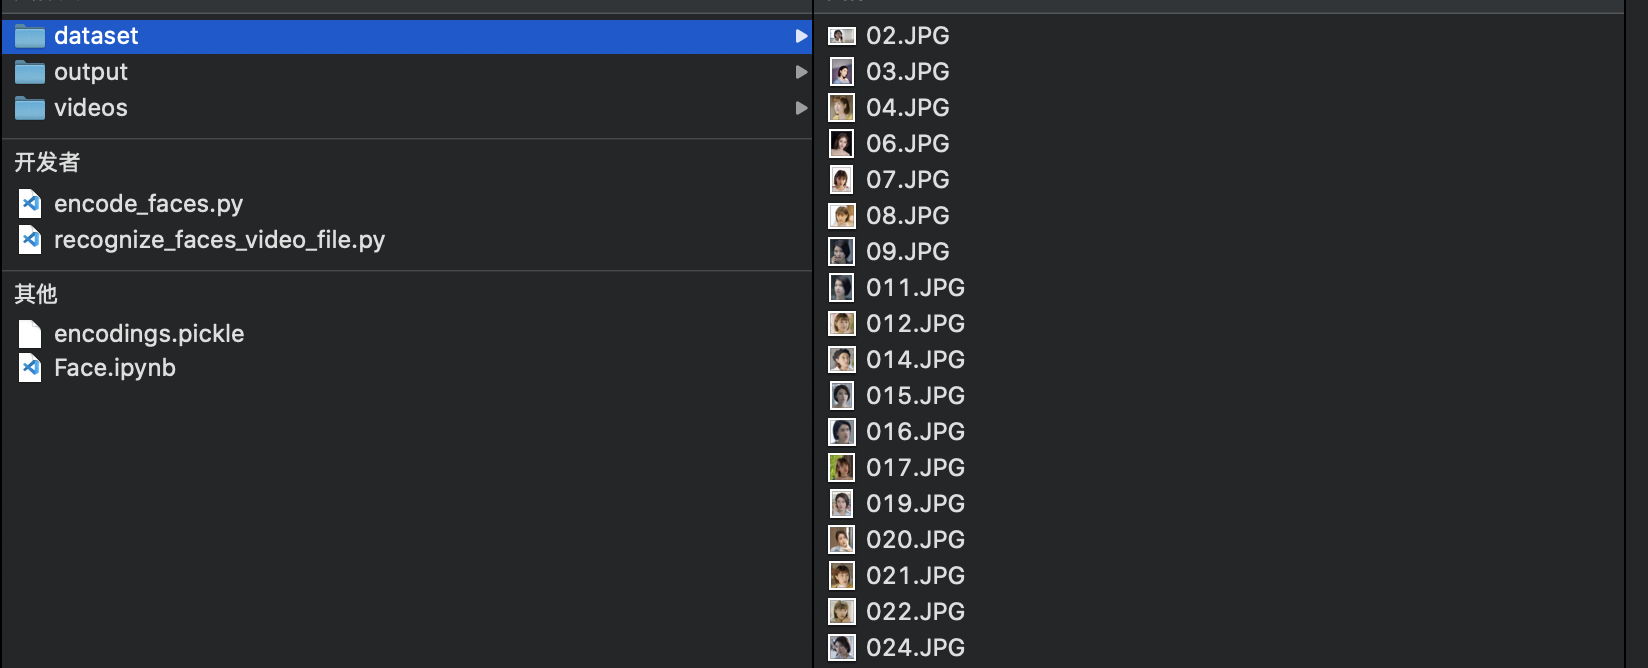 dataset
output
videos
开发者
encode_faces.py
recognize_faces_video_file.py
其他
encodings.pickle
Face.ipynb
02.JPG
03.JPG
04.JPG
06.JPG
07.JPG
08.JPG
09.JPG
011.JPG
012.JPG
014.JPG
015.JPG
016.JPG
017.JPG
019.JPG
020.JPG
021.JPG
022.JPG
024.JPG